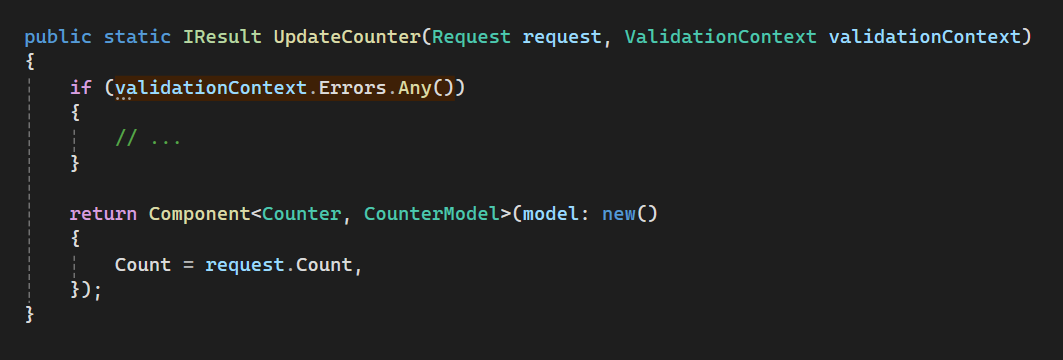 public static IResult UpdateCounter(Request request, ValidationContext validationContext)
{
    if (validationContext.Errors.Any())
    {
        // ...
    }

    return Component<Counter, CounterModel>(model: new()
    {
        Count = request.Count,
    });
}